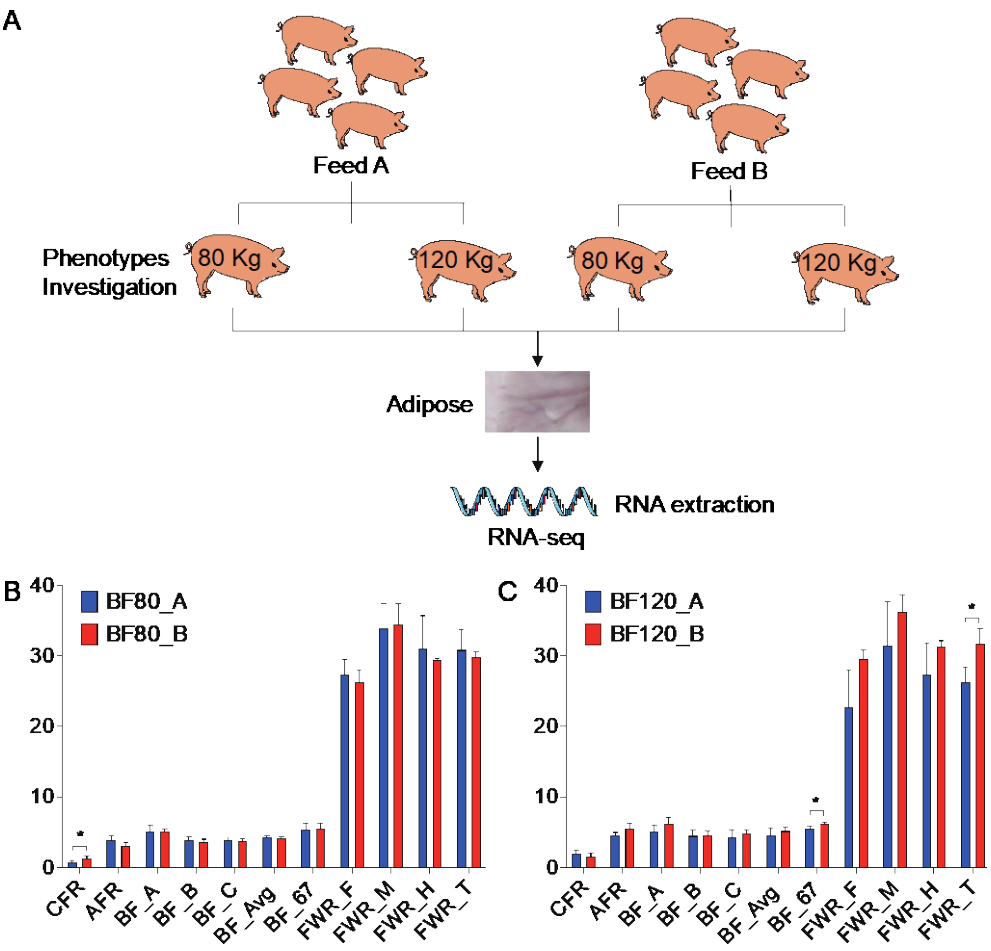 A
Feed A
Feed B
Phenotypes
Investigation
80 Kg
120 Kg
80 Kg
120 Kg
Adipose
RNA extraction
RNA-seq
B
BF80_A
BF80_B
40
30
20
10
0
*
CFR
AFR
BF_A
BF_B
BF_C
BF_Avg
BF_67
FWR_F
FWR_M
FWR_H
FWR_T
C
BF120_A
BF120_B
40
30
20
10
0
*
*
CFR
AFR
BF_A
BF_B
BF_C
BF_Avg
BF_67
FWR_F
FWR_M
FWR_H
FWR_T